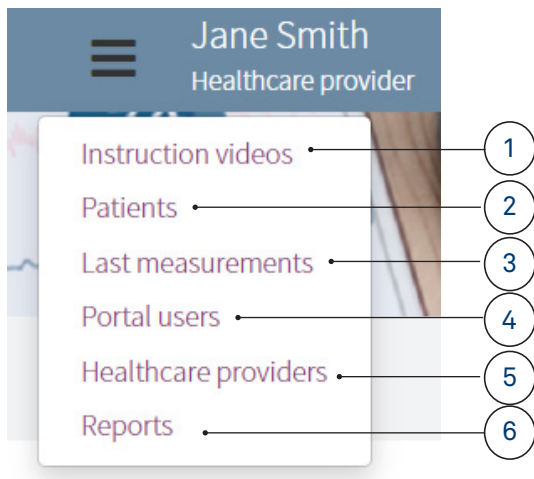 Jane Smith
Healthcare provider
Instruction videos 1
Patients 2
Last measurements 3
Portal users 4
Healthcare providers 5
Reports 6